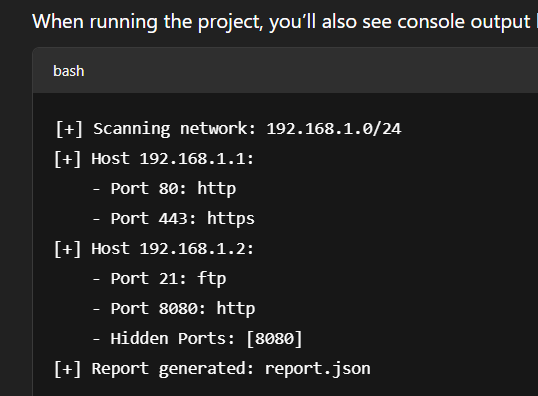 When running the project, you’ll also see console output
bash
[+] Scanning network: 192.168.1.0/24
[+] Host 192.168.1.1:
- Port 80: http
- Port 443: https
[+] Host 192.168.1.2:
- Port 21: ftp
- Port 8080: http
- Hidden Ports: [8080]
[+] Report generated: report.json